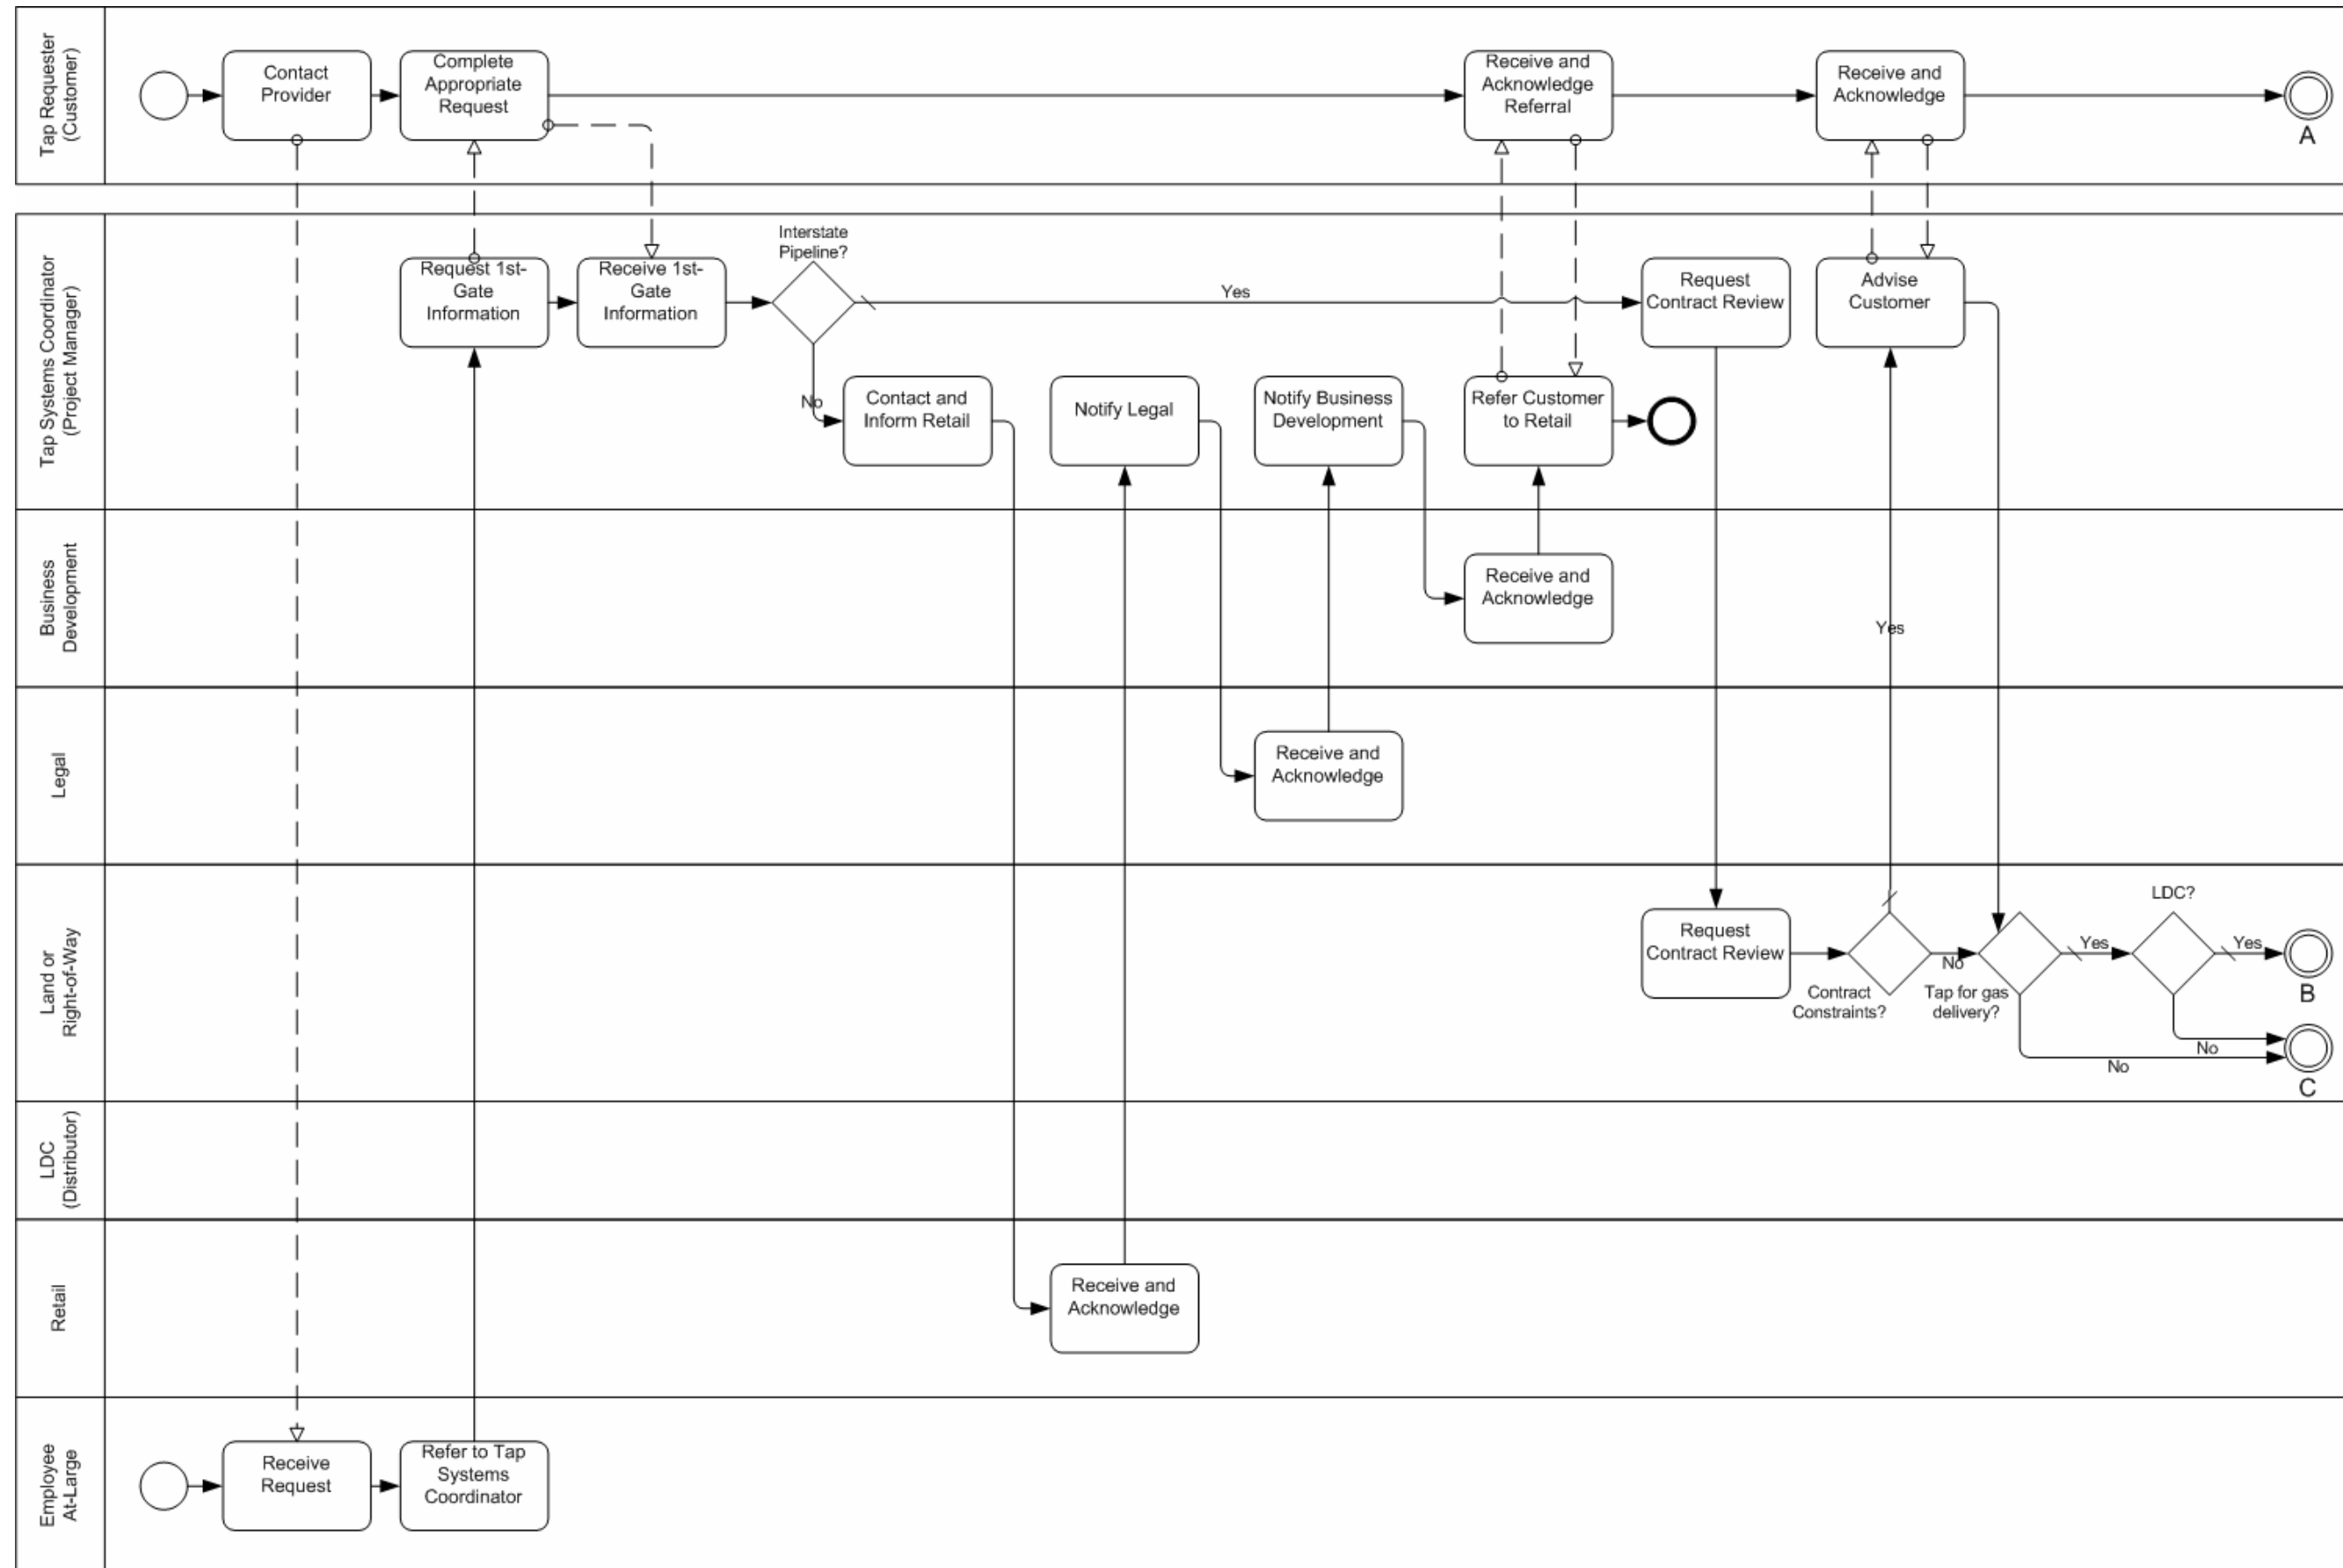 Tap Requester
(Customer)
Contact
Provider
Complete
Appropriate
Request
Receive and
Acknowledge
Referral
Receive and
Acknowledge
A
Tap Systems Coordinator
(Project Manager)
Request 1st-
Gate
Information
Receive 1st-
Gate
Information
Interstate
Pipeline?
Yes
No
Request
Contract Review
Advise
Customer
Contact and
Inform Retail
Notify Legal
Notify Business
Development
Refer Customer
to Retail
Business
Development
Receive and
Acknowledge
Yes
Legal
Receive and
Acknowledge
Land or
Right-of-Way
Request
Contract Review
Contract
Constraints?
No
Tap for gas
delivery?
Yes
LDC?
Yes
B
No
No
C
LDC
(Distributor)
Retail
Receive and
Acknowledge
Employee
At-Large
Receive
Request
Refer to Tap
Systems
Coordinator